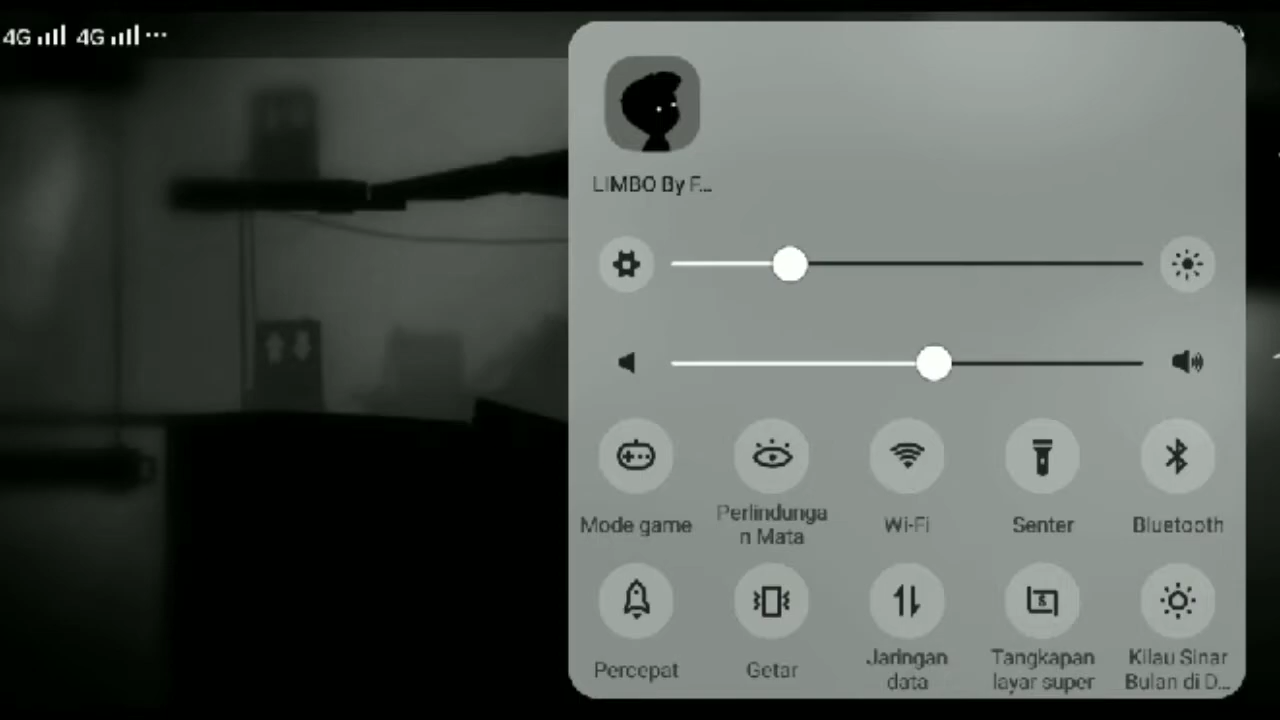 4G 4G ...
LIMBO By F...
Mode game
Perlindunga
n Mata
Wi-Fi
Senter
Bluetooth
Percepat
Getar
Jaringan
data
Tangkapan
layar super
Kilau Sinar
Bulan di D...